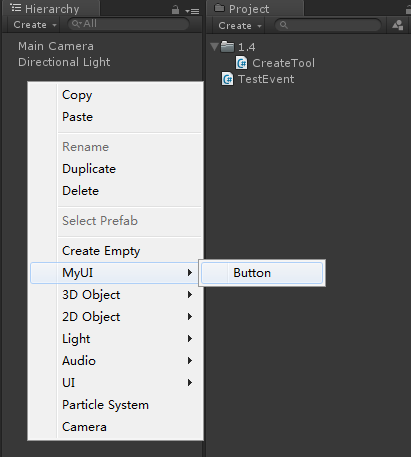 Hierarchy
Create
All
Main Camera
Directional Light
Copy
Paste
Rename
Duplicate
Delete
Select Prefab
Create Empty
MyUI
Button
3D Object
2D Object
Light
Audio
UI
Particle System
Camera
Project
Create
1.4
CreateTool
TestEvent